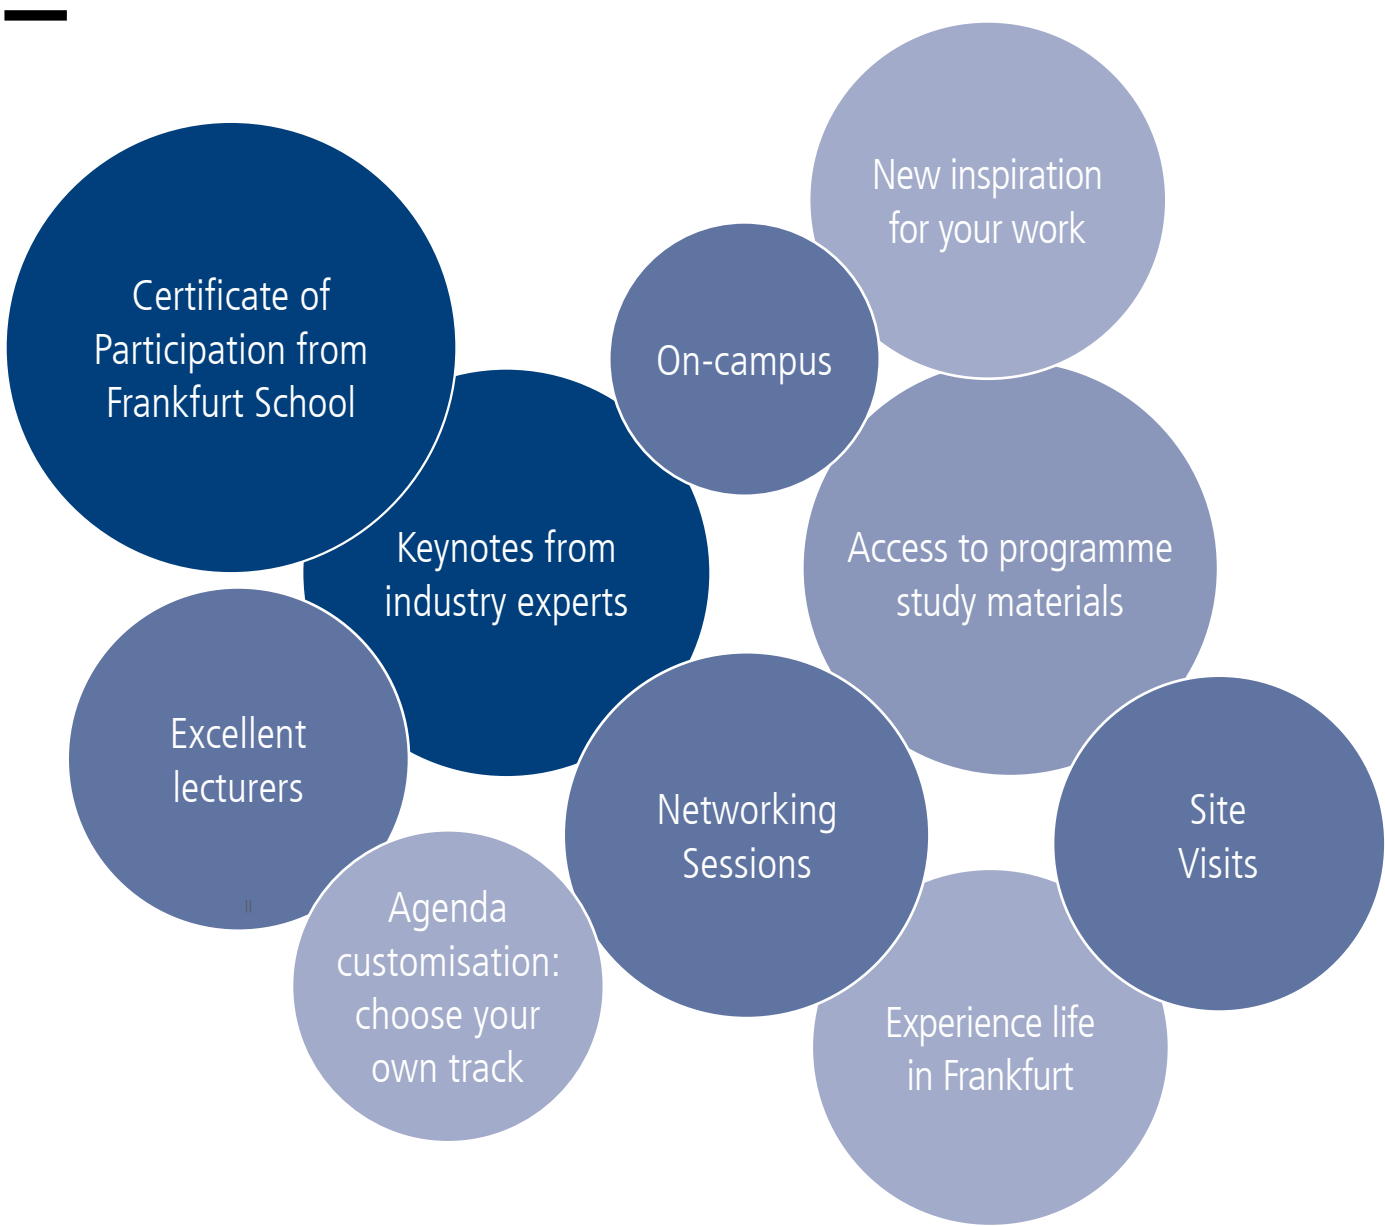 New inspiration
for your work
Certificate of
Participation from
Frankfurt School
On-campus
Keynotes from
industry experts
Access to programme
study materials
Excellent
lecturers
Networking
Sessions
Site
Visits
Agenda
customisation:
choose your
own track
Experience life
in Frankfurt